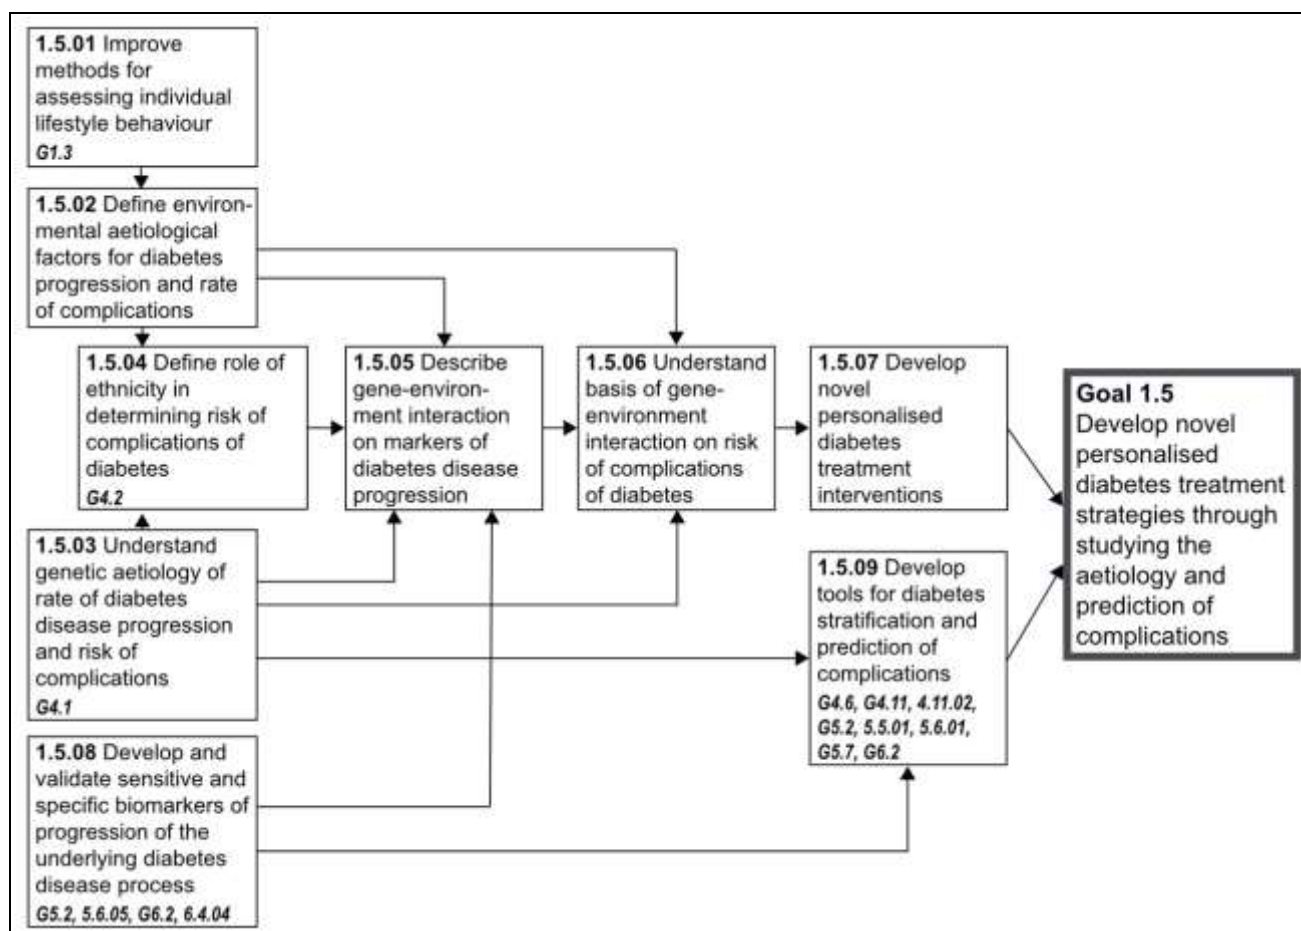 1.5.01 Improve
methods for
assessing individual
lifestyle behaviour
G1.3
1.5.02 Define environ-
mental aetiological
factors for diabetes
progression and rate
of complications
1.5.04 Define role of
ethnicity in
determining risk of
complications of
diabetes
G4.2
1.5.05 Describe
gene-environ-
ment interaction
on markers of
diabetes disease
progression
1.5.06 Understand
basis of gene-
environment
interaction on risk
of complications
of diabetes
1.5.07 Develop
novel
personalised
diabetes
treatment
interventions
Goal 1.5
Develop novel
personalised
diabetes treatment
strategies through
studying the
aetiology and
prediction of
complications
1.5.03 Understand
genetic aetiology of
rate of diabetes
disease progression
and risk of
complications
G4.1
1.5.09 Develop
tools for diabetes
stratification and
prediction of
complications
G4.6, G4.11, 4.11.02,
G5.2, 5.5.01, 5.6.01,
G5.7, G6.2
1.5.08 Develop and
validate sensitive and
specific biomarkers of
progression of the
underlying diabetes
disease process
G5.2, 5.6.05, G6.2, 6.4.04